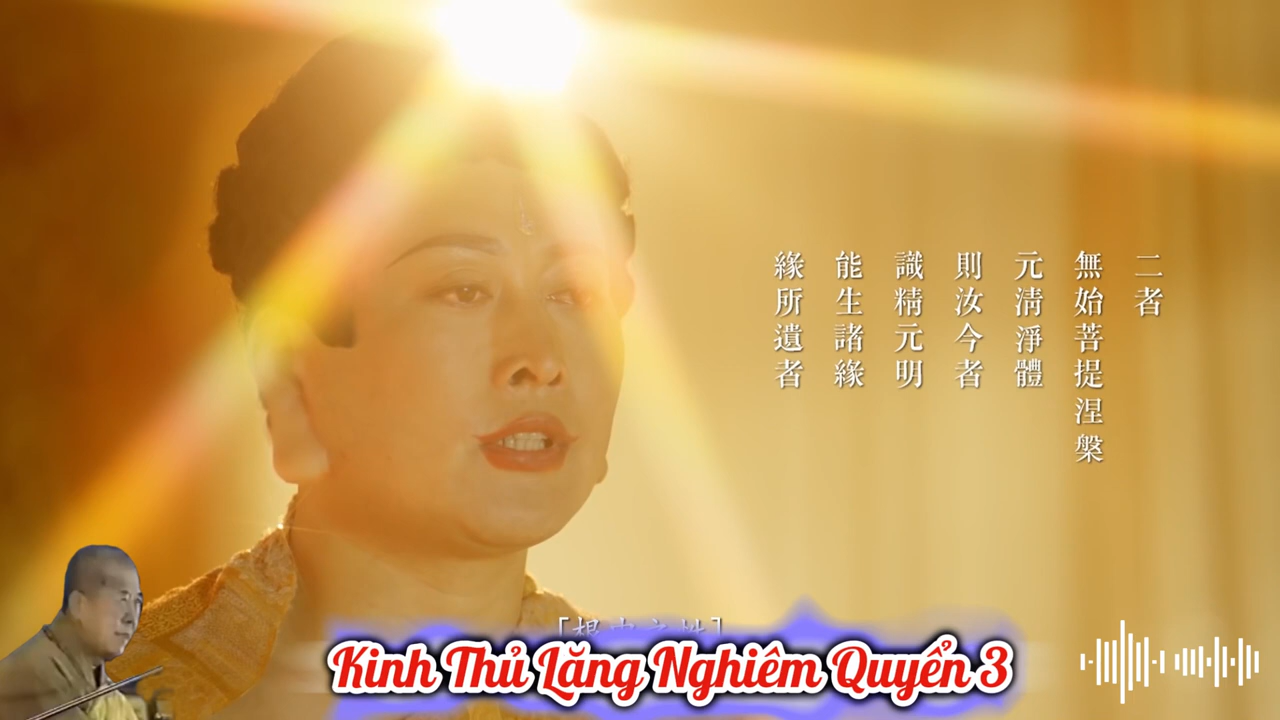 二者
無始菩提涅槃
元淸淨體
則汝今者
識精元明
能生諸緣
緣所遺者
Kinh Thủ Lăng Nghiêm Quyển 3